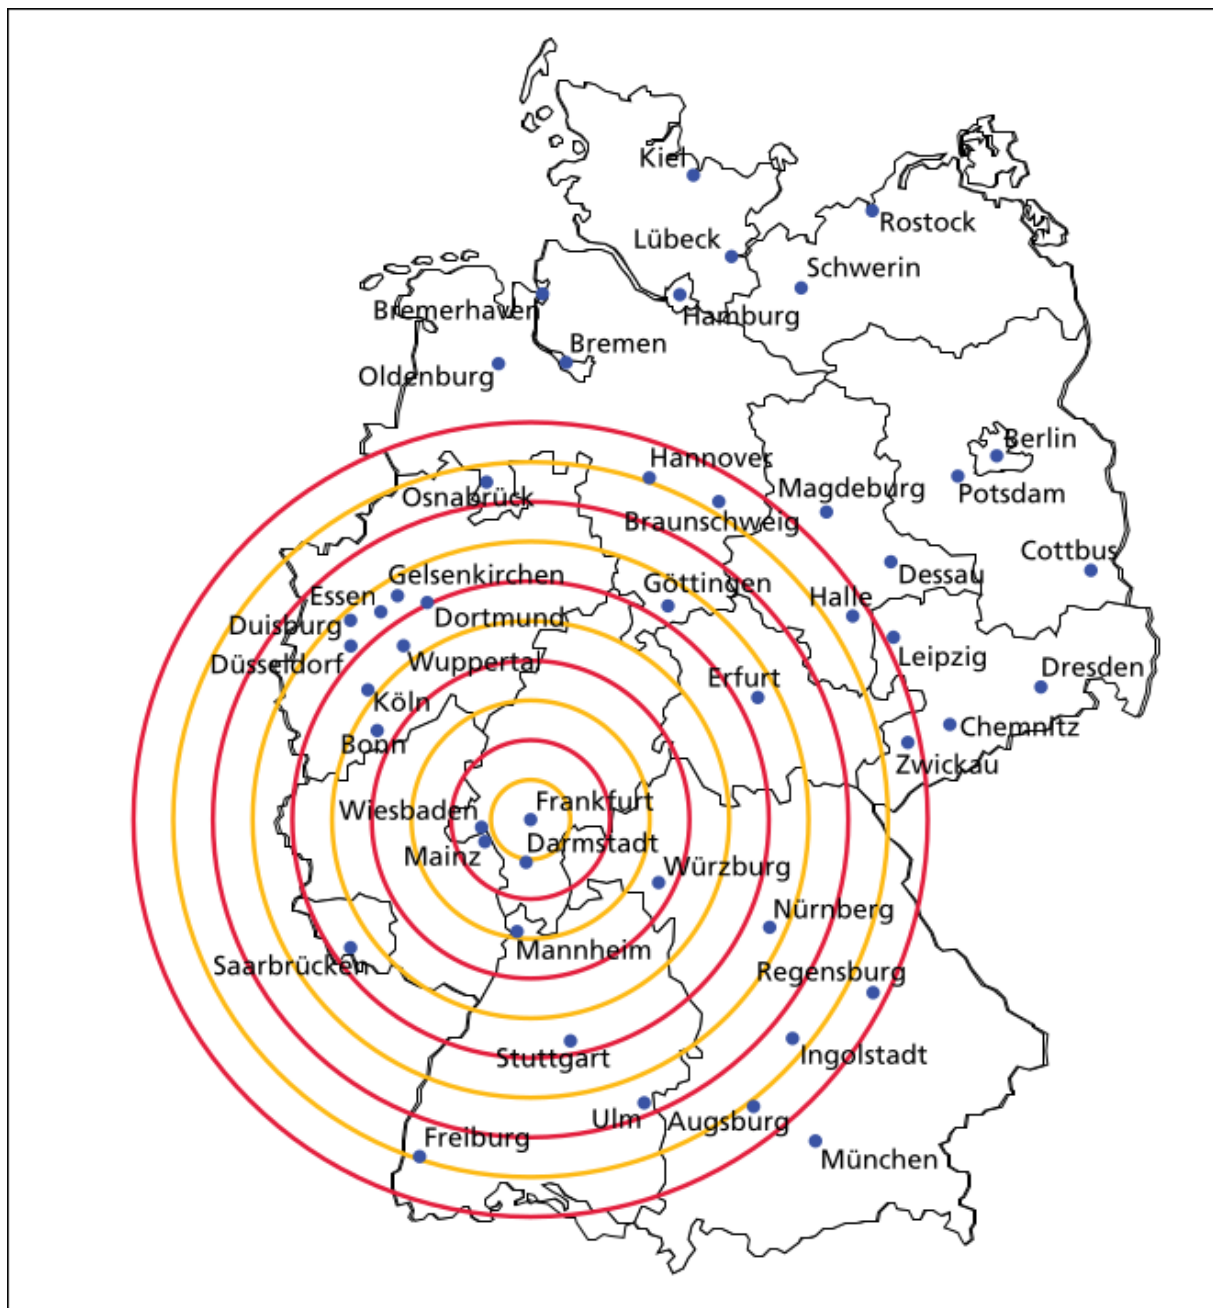 Kiel
Rostock
Lübeck
Schwerin
Bremerhaven
Hamburg
Bremen
Oldenburg
Berlin
Hannover
Magdeburg
Potsdam
Osnabrück
Braunschweig
Cottbus
Gelsenkirchen
Göttingen
Dessau
Essen
Halle
Duisburg
Dortmund
Leipzig
Düsseldorf
Wuppertal
Dresden
Erfurt
Köln
Chemnitz
Bonn
Zwickau
Frankfurt
Wiesbaden
Darmstadt
Mainz
Würzburg
Nürnberg
Mannheim
Saarbrücken
Regensburg
Stuttgart
Ingolstadt
Ulm
Augsburg
Freiburg
München